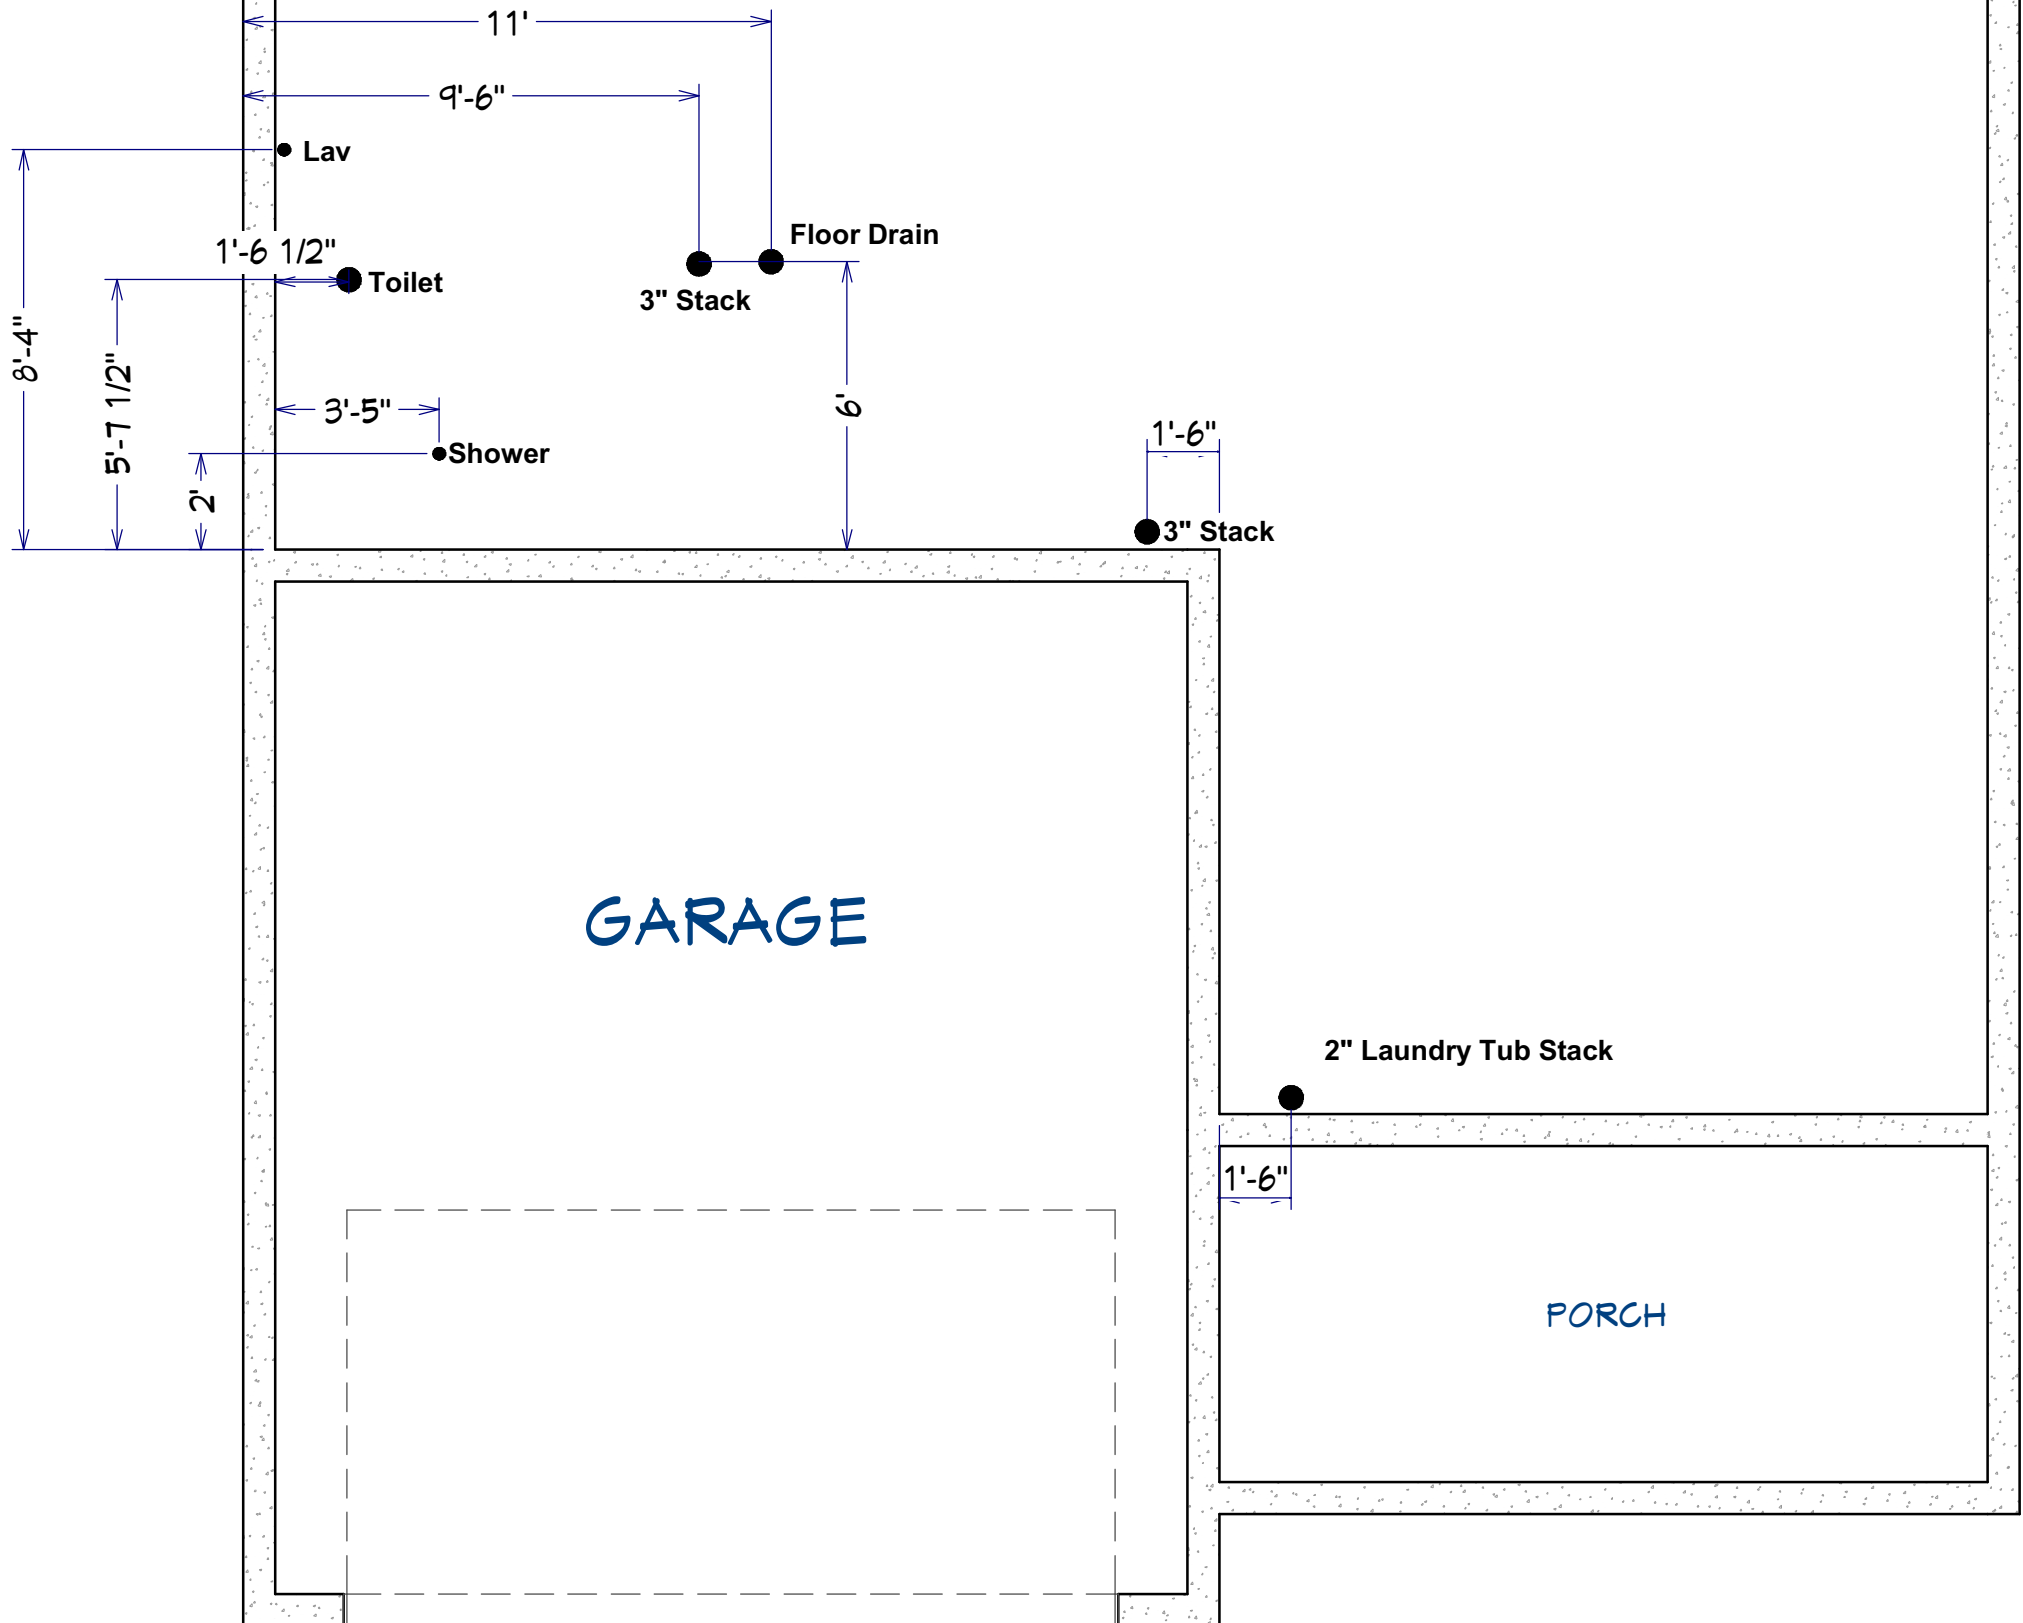 11'
9'-6"
Lav
Floor Drain
1'-6 1/2"
Toilet
3" Stack
8'-4"
5'-7 1/2"
3'-5"
6'
1'-6"
Shower
2'
3" Stack
GARAGE
2" Laundry Tub Stack
1'-6"
PORCH